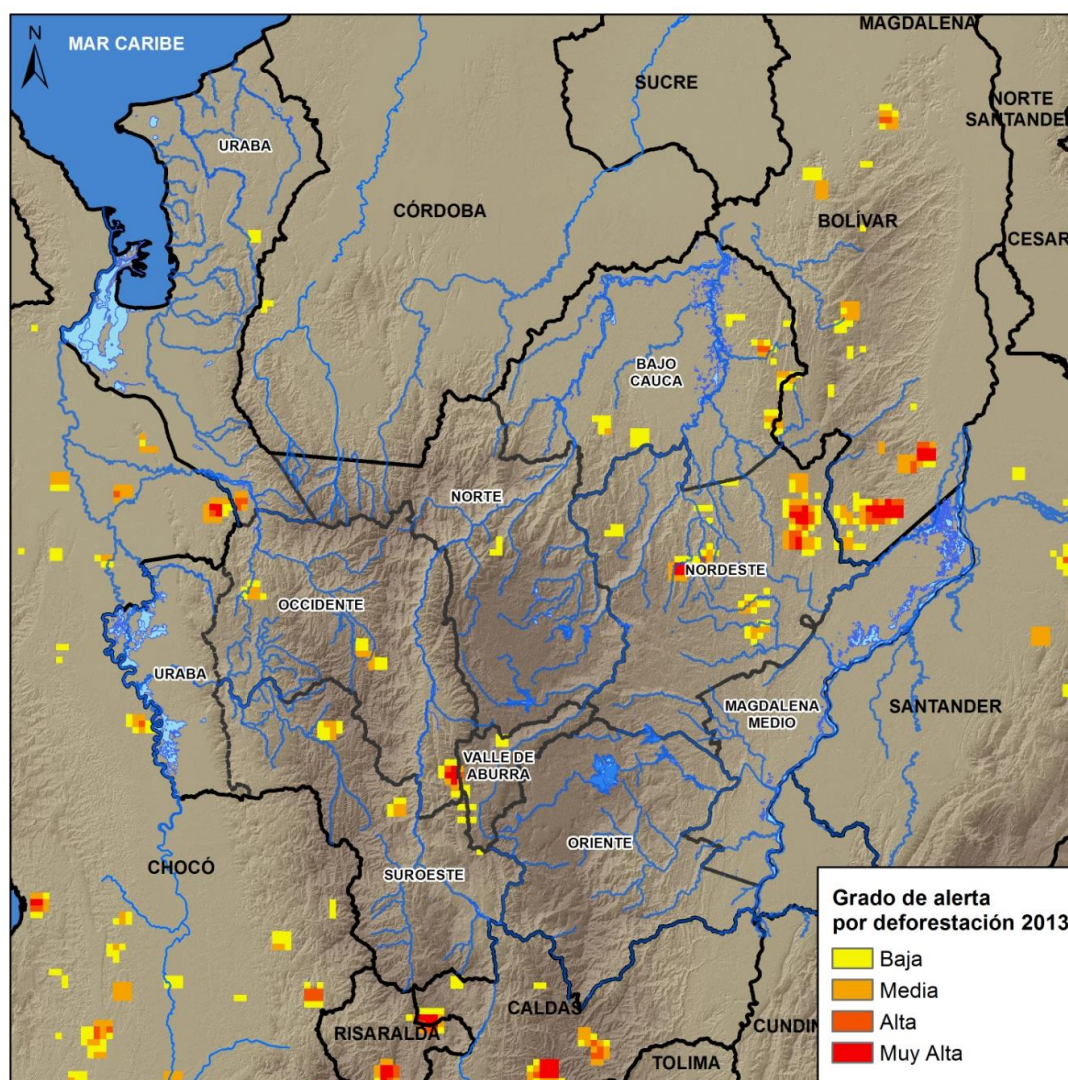 MAGDALENA
N
MAR CARIBE
SUCRE
NORTE
SANTANDER
URABA
CÓRDOBA
BOLÍVAR
CESAR
BAJO
CAUCA
NORTE
NORDESTE
OCCIDENTE
URABA
MAGDALENA
MEDIO
SANTANDER
VALLE DE
ABURRA
ORIENTE
CHOCÓ
SUROESTE
CALDAS
RISARALDA
CUNDIN
TOLIMA
Grado de alerta
por deforestación 2013
Baja
Media
Alta
Muy Alta